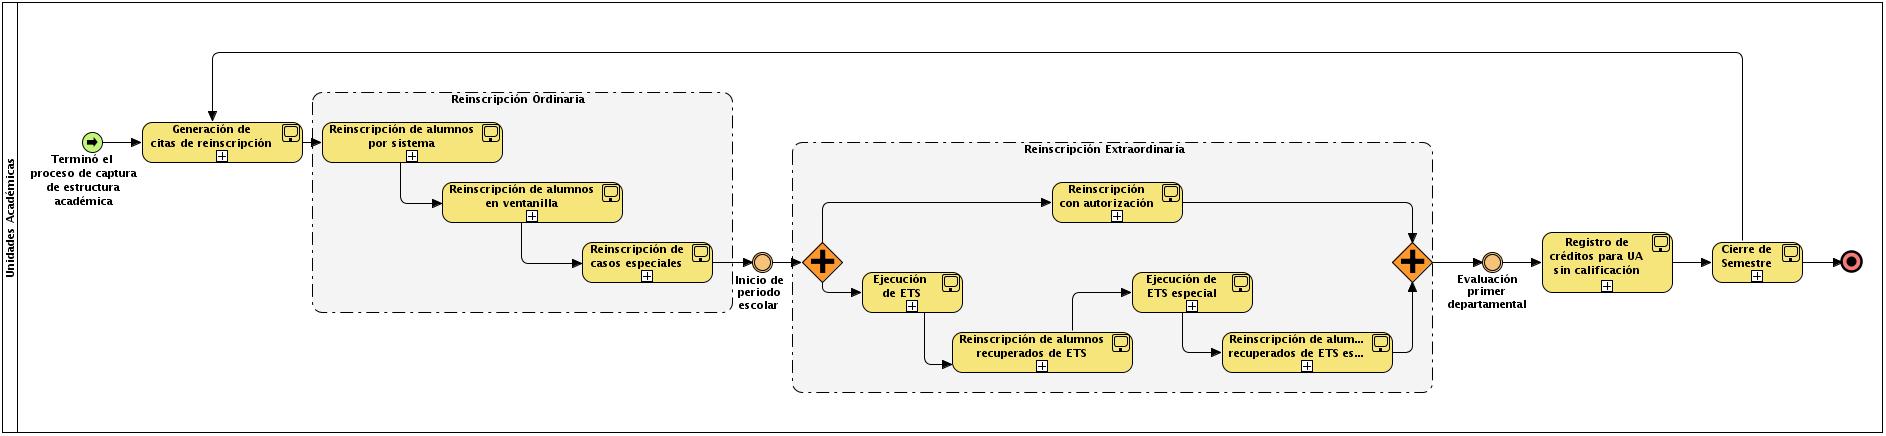 Unidades Académicas
Terminó el
proceso de captura
de estructura
académica
Generación de
citas de reinscripción
Reinscripción Ordinaria
Reinscripción de alumnos
por sistema
Reinscripción de alumnos
en ventanilla
Reinscripción de
casos especiales
Inicio de
periodo
escolar
Reinscripción Extraordinaria
Reinscripción
con autorización
Ejecución
de ETS
Reinscripción de alumnos
recuperados de ETS
Ejecución de
ETS especial
Reinscripción de alum...
recuperados de ETS es...
Evaluación
primer
departamental
Registro de
créditos para UA
sin calificación
Cierre de
Semestre